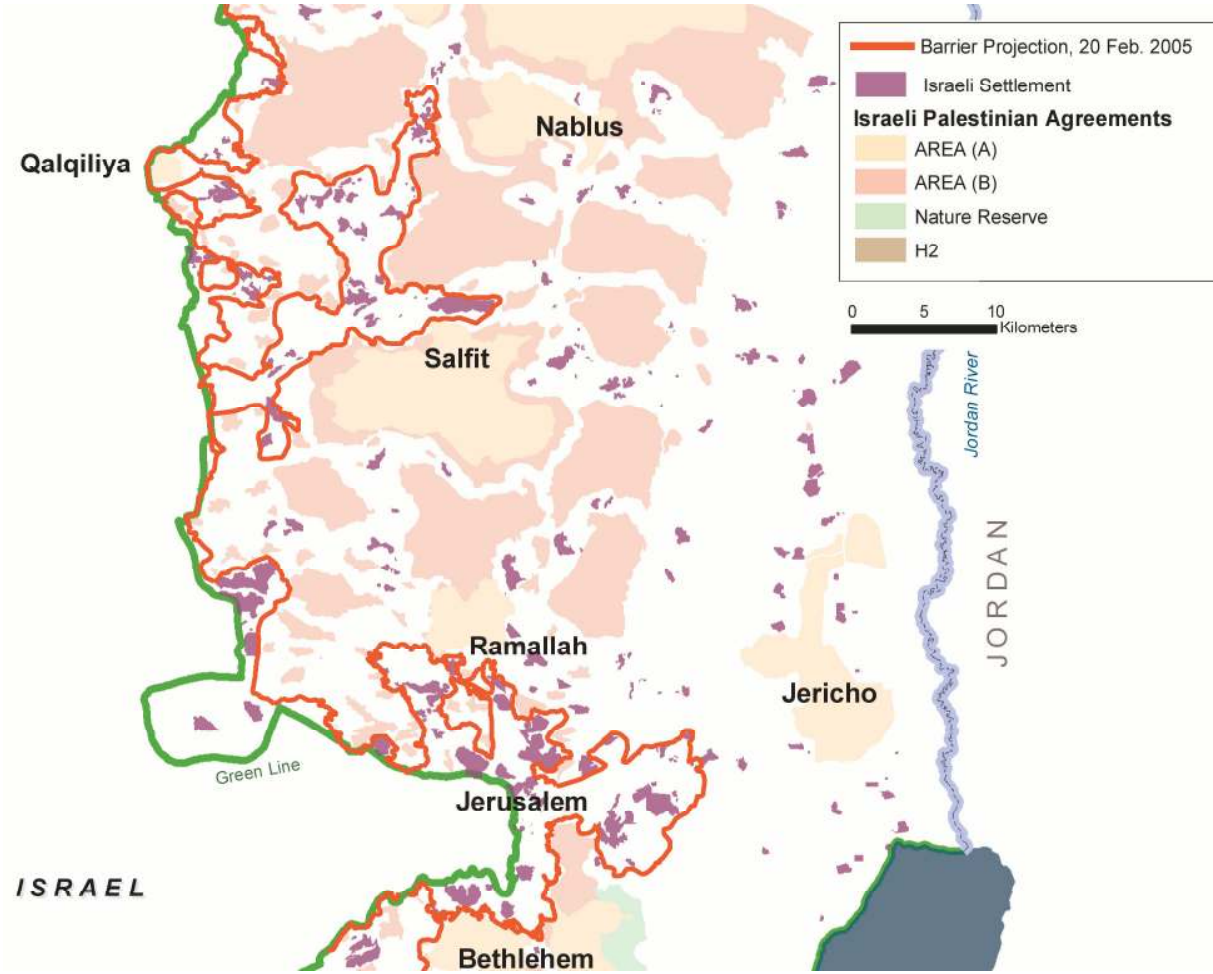 Barrier Projection, 20 Feb. 2005
Israeli Settlement
Israeli Palestinian Agreements
AREA (A)
AREA (B)
Nature Reserve
H2
0 5 10
Kilometers
Nablus
Qalqiliya
Salfit
Jordan River
JORDAN
Ramallah
Jericho
Green Line
Jerusalem
ISRAEL
Bethlehem